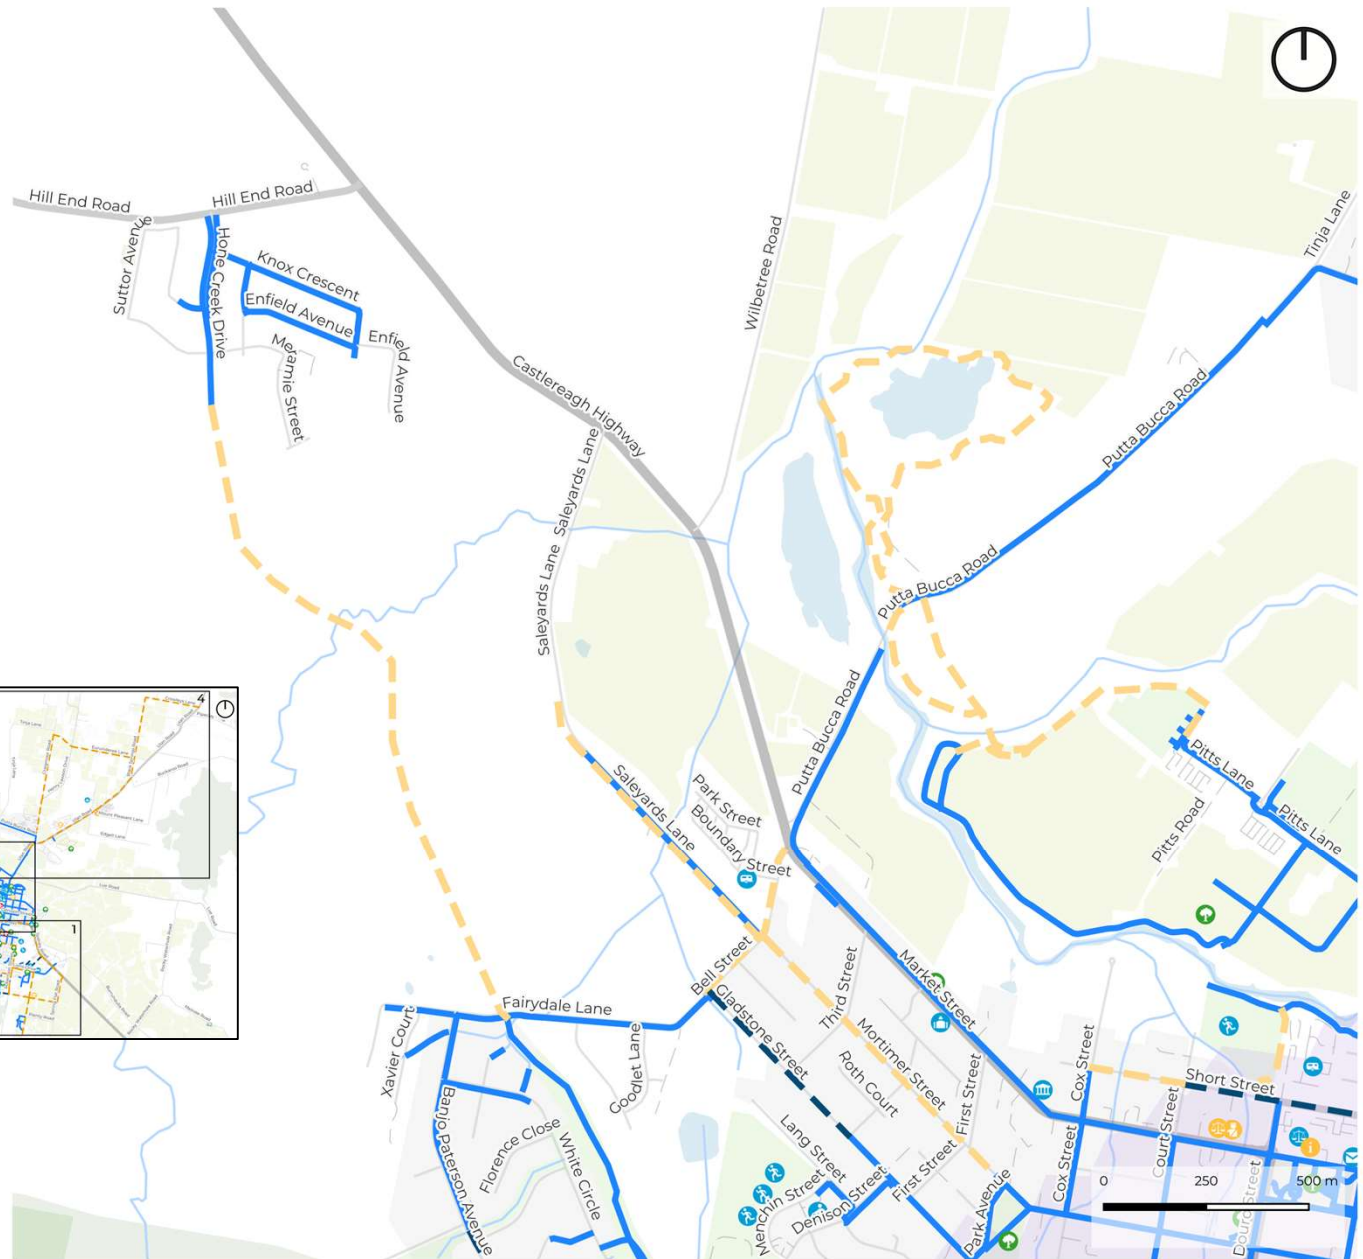 Hill End Road
Hill End Road
Suttor Avenue
Hone Creek Drive
Knox Crescent
Enfield Avenue
Enfield Avenue
Meramie Street
Castlereagh Highway
Wilbetree Road
Tinja Lane
Putta Bucca Road
Putta Bucca Road
Putta Bucca Road
Saleyards Lane
Saleyards Lane
Saleyards Lane
Park Street
Boundary Street
Pitts Lane
Pitts Lane
Pitts Road
4
1
Bell Street
Gladstone Street
Third Street
Market Street
Mortimer Street
Roth Court
First Street
First Street
Fairydale Lane
Xavier Court
Goodlet Lane
Banjo Paterson Avenue
Florence Close
White Circle
Lang Street
Menchin Street
Denison Street
Park Avenue
Cox Street
Cox Street
Court Street
Short Street
Douro Street
0 250 500 m